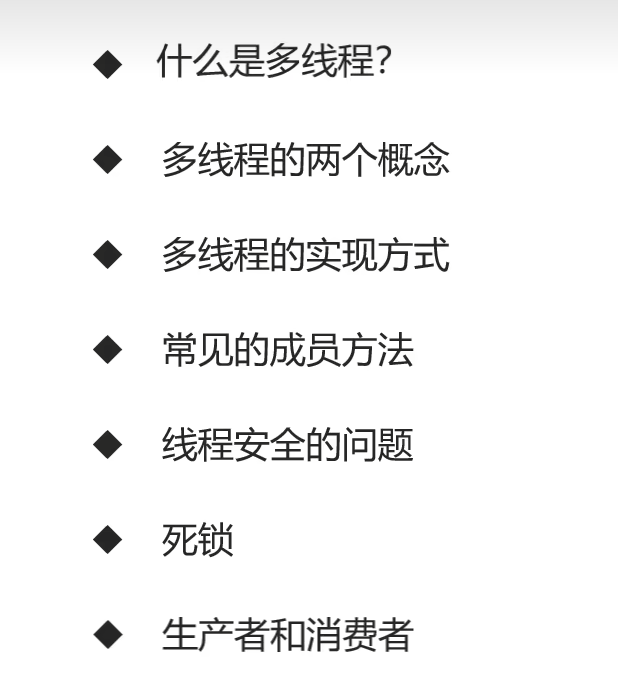 ◆ 什么是多线程？
◆ 多线程的两个概念
◆ 多线程的实现方式
◆ 常见的成员方法
◆ 线程安全的问题
◆ 死锁
◆ 生产者和消费者